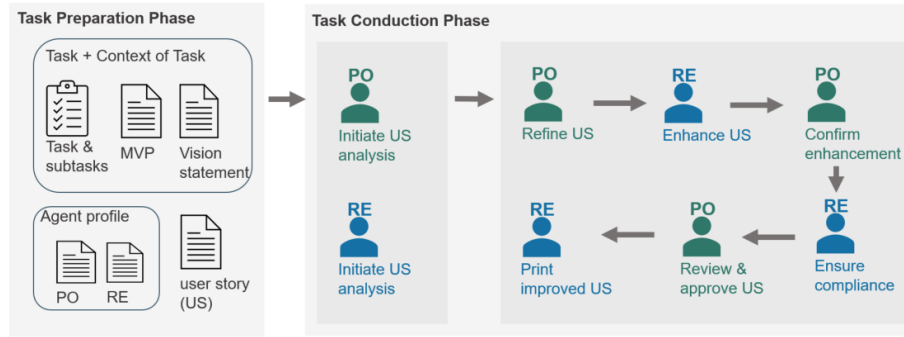 Task Preparation Phase
Task + Context of Task
Task &
subtasks
MVP
Vision
statement
Agent profile
PO
RE
user story
(US)
Task Conduction Phase
PO
Initiate US
analysis
RE
Initiate US
analysis
PO
Refine US
RE
Enhance US
PO
Confirm
enhancement
RE
Ensure
compliance
PO
Review &
approve US
RE
Print
improved US